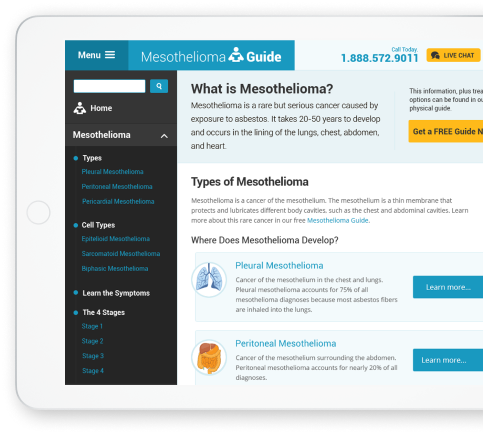 Menu
Mesothelioma Guide
Call Today.
1.888.572.9011
LIVE CHAT
Home
Mesothelioma
Types
Pleural Mesothelioma
Peritoneal Mesothelioma
Pericardial Mesothelioma
Cell Types
Epitelioid Mesothelioma
Sarcomatoid Mesothelioma
Biphasic Mesothelioma
Learn the Symptoms
The 4 Stages
Stage 1
Stage 2
Stage 3
Stage 4
What is Mesothelioma?
Mesothelioma is a rare but serious cancer caused by
exposure to asbestos. It takes 20-50 years to develop
and occurs in the lining of the lungs, chest, abdomen,
and heart.
This information, plus trea
options can be found in ou
physical guide.
Get a FREE Guide N
Types of Mesothelioma
Mesothelioma is a cancer of the mesothelium. The mesothelium is a thin membrane that
protects and lubricates different body cavities, such as the chest and abdominal cavities. Learn
more about this rare cancer in our free Mesothelioma Guide.
Where Does Mesothelioma Develop?
Pleural Mesothelioma
Cancer of the mesothelium in the chest and lungs.
Pleural mesothelioma accounts for 75% of all
mesothelioma diagnoses because most asbestos fibers
are inhaled into the lungs.
Learn more...
Peritoneal Mesothelioma
Cancer of the mesothelium surrounding the abdomen.
Peritoneal mesothelioma accounts for nearly 20% of all
diagnoses.
Learn more...